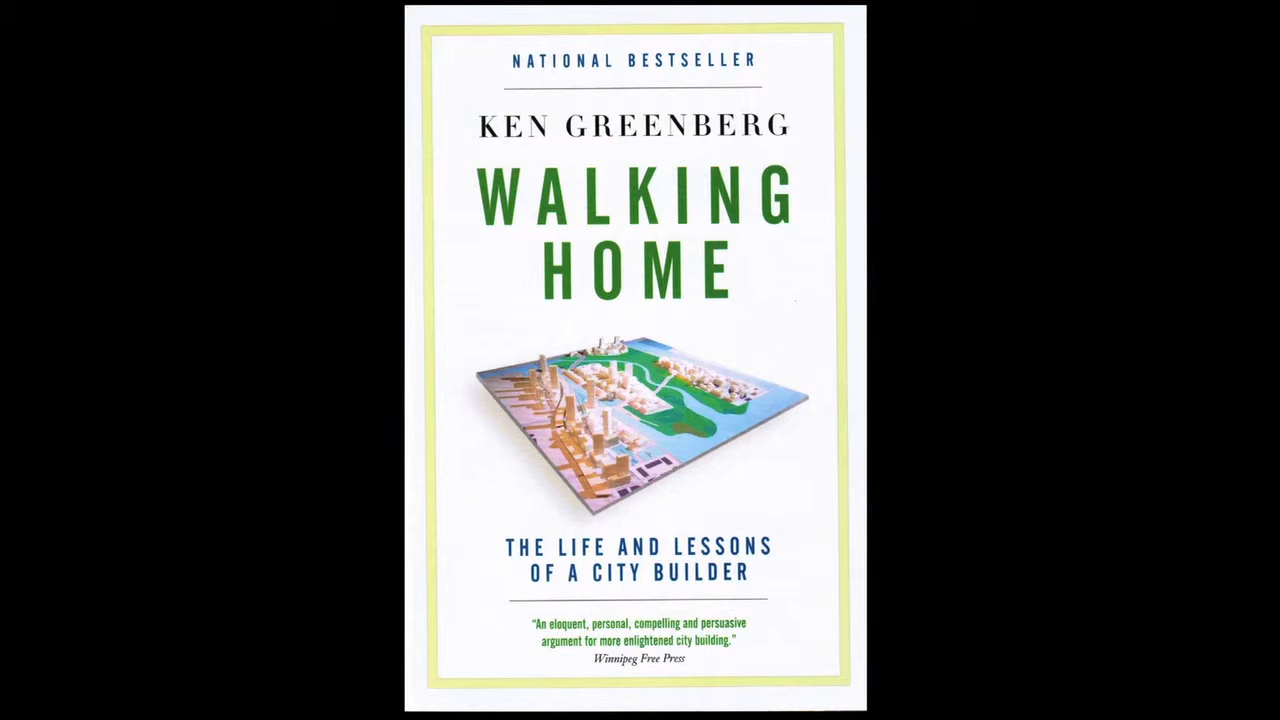 NATIONAL BESTSELLER
KEN GREENBERG
WALKING
HOME
THE LIFE AND LESSONS
OF A CITY BUILDER
“An eloquent, personal, compelling and persuasive
argument for more enlightened city building.”
Winnipeg Free Press